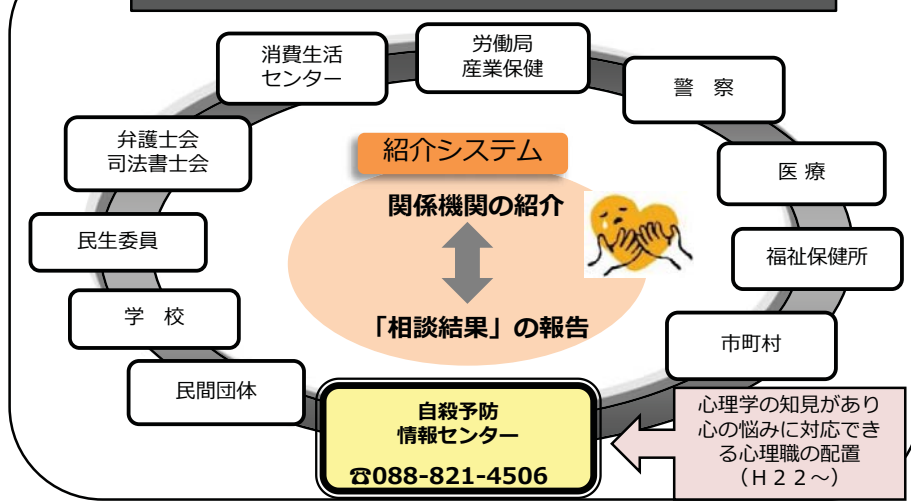 労働局
産業保健
消費生活
センター
警　察
弁護士会
司法書士会
紹介システム
医 療
関係機関の紹介
民生委員
福祉保健所
学　校
「相談結果」の報告
市町村
民間団体
自殺予防
情報センター
☎088-821-4506
心理学の知見があり
心の悩みに対応でき
る心理職の配置
（Ｈ２２～）